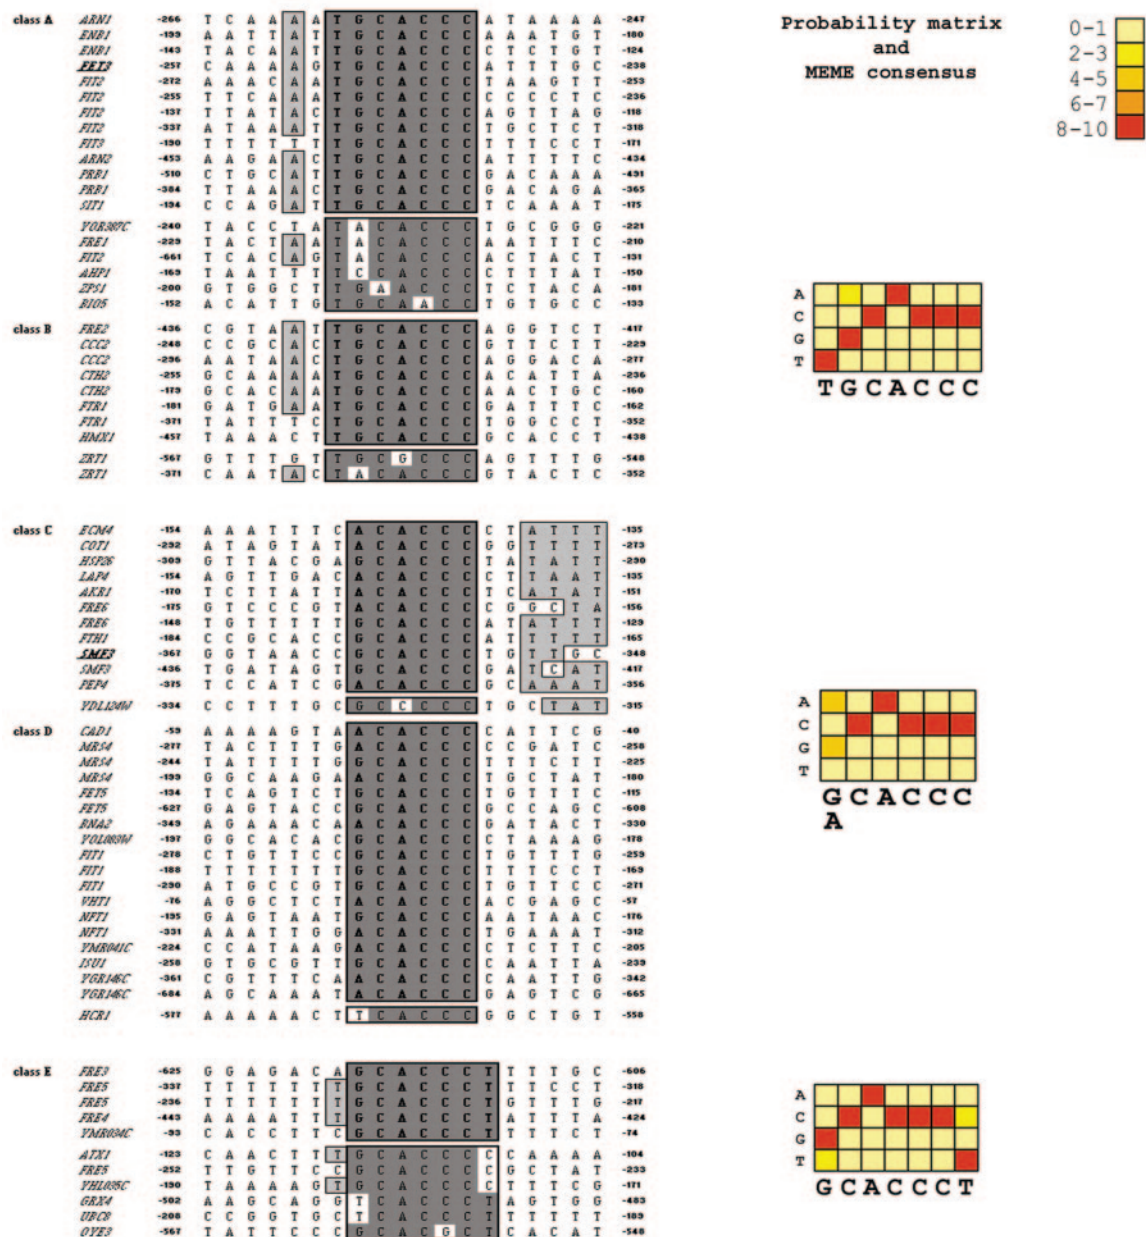 class A ARN1 -266 T C A A A A T G C A C C C A T A A A A -247
ENB1 -199 A A T T A T T G C A C C C A A A T G T -180
ENB1 -143 T A C A A T T G C A C C C C T C T G T -124
FET3 -257 C A A A A G T G C A C C C A T T T G C -238
FIT2 -272 A A A C A A T G C A C C C T A A G T T -253
FIT2 -255 T T C A A A T G C A C C C C C C C T C -236
FIT2 -137 T T A T A C T G C A C C C A G T T A G -118
FIT2 -337 A T A A A T T G C A C C C T G C T C T -318
FIT3 -190 T T T T T T T G C A C C C T T T C C T -171
ARN2 -453 A A G A A C T G C A C C C A T T T T C -434
PRB1 -510 C T G C A T T G C A C C C G A C A A A -491
PRB1 -384 T T A A A C T G C A C C C G A C A G A -365
SIT1 -194 C C A G A T T G C A C C C T C A A A T -175
YOR387C -240 T A C C T A T A C A C C C T G C G G G -221
FRE1 -229 T A C T A A T A C A C C C A A T T T C -210
FIT2 -661 T C A C A G T A C A C C C A C T A C T -131
AHP1 -169 T A A T T T T C C A C C C C T T T A T -150
ZPS1 -200 G T G G C T T G A A C C C T C T A C A -181
BIO5 -152 A C A T T G T G C A A C C T G T G C C -133
class B FRE2 -436 C G T A A T T G C A C C C A G G T C T -417
CCC2 -248 C C G C A C T G C A C C C G T T C T T -229
CCC2 -296 A A T A A C T G C A C C C A G G A C A -277
CTH2 -255 G C A A A A T G C A C C C A C A T T A -236
CTH2 -179 G C A C A A T G C A C C C A A C T G C -160
FTR1 -181 G A T G A A T G C A C C C G A T T T C -162
FTR1 -371 T A T T T C T G C A C C C T G G C C T -352
HMX1 -457 T A A A C T T G C A C C C G C A C C T -438
ZRT1 -567 G T T T G T T G C G C C C A G T T T G -548
ZRT1 -371 C A A T A C T A C A C C C G T A C T C -352
class C ECM4 -154 A A A T T T C A C A C C C C T A T T T -135
COT1 -292 A T A G T A T A C A C C C G G T T T T -273
HSP26 -309 G T T A C G A G C A C C C T A T A T T -290
LAP4 -154 A G T T G A C A C A C C C C T T A A T -135
AKR1 -170 T C T T A T T A C A C C C T C A T A T -151
FRE6 -175 G T C C C G T A C A C C C C G G C T A -156
FRE6 -148 T G T T T T T G C A C C C A T A T T T -129
FTH1 -184 C C G C A C C G C A C C C A T T T T T -165
SMF3 -367 G G T A A C C G C A C C C T G T T G C -348
SMF3 -436 T G A T A G T G C A C C C G A T C A T -417
PEP4 -375 T C C A T C G A C A C C C G C A A A T -356
YDL124W -334 C C T T T G C G C C C C C T G C T A T -315
class D CAD1 -59 A A A A G T A A C A C C C C A T T C G -40
MRS4 -277 T A C T T T G A C A C C C C C G A T C -258
MRS4 -244 T A T T T T G G C A C C C T T T C T T -225
MRS4 -199 G G C A A G A G C A C C C T G C T A T -180
FET5 -134 T C A G T C T G C A C C C T G T T T C -115
FET5 -627 G A G T A C C G C A C C C G C C A G C -608
BNA2 -349 A G A A A C A A C A C C C G A T A C T -330
YOL083W -197 G G C A C A C G C A C C C C T A A A G -178
FIT1 -278 C T G T T C C G C A C C C T G T T T G -259
FIT1 -188 T T T T T T T G C A C C C T T T C C T -169
FIT1 -290 A T G C C G T G C A C C C T G T T C C -271
VHT1 -76 A G G C T C T A C A C C C A C G A G C -57
NFT1 -195 G A G T A A T G C A C C C A A T A A C -176
NFT1 -331 A A A T T G G A C A C C C T G A A A T -312
YMR041C -224 C C A T A A G A C A C C C C T C T T C -205
ISU1 -258 G T G C G T T G C A C C C C A A T T A -239
YGR146C -361 C G T T T C A A C A C C C C A A T T G -342
YGR146C -684 A G C A A A T A C A C C C G A G T C G -665
HCR1 -577 A A A A A C T T C A C C C G G C T G T -558
class E FRE3 -625 G G A G A C A G C A C C C T T T T G C -606
FRE5 -337 T T T T T T T G C A C C C T T T C C T -318
FRE5 -236 T T T T T T T G C A C C C T T G T T G -217
FRE4 -443 A A A A T T T G C A C C C T A T T T A -424
YMR034C -93 C A C C T T C G C A C C C T T T T C T -74
ATX1 -123 C A A C T T T G C A C C C C C A A A A -104
FRE5 -252 T T G T T C C G C A C C C C G C T A T -233
YHL035C -190 T A A A A G T G C A C C C C T T T C G -171
GRX4 -502 A A G C A G G T C A C C C T A G T G G -483
UBC8 -208 C C G G T G C T C A C C C T T T T T T -189
OYE3 -567 T A T T C C C G C A C G C T C A C A T -548
Probability matrix
and
MEME consensus
0-1
2-3
4-5
6-7
8-10
A
C
G
T
T G C A C C C
A
C
G
T
G C A C C C
A
A
C
G
T
G C A C C C T